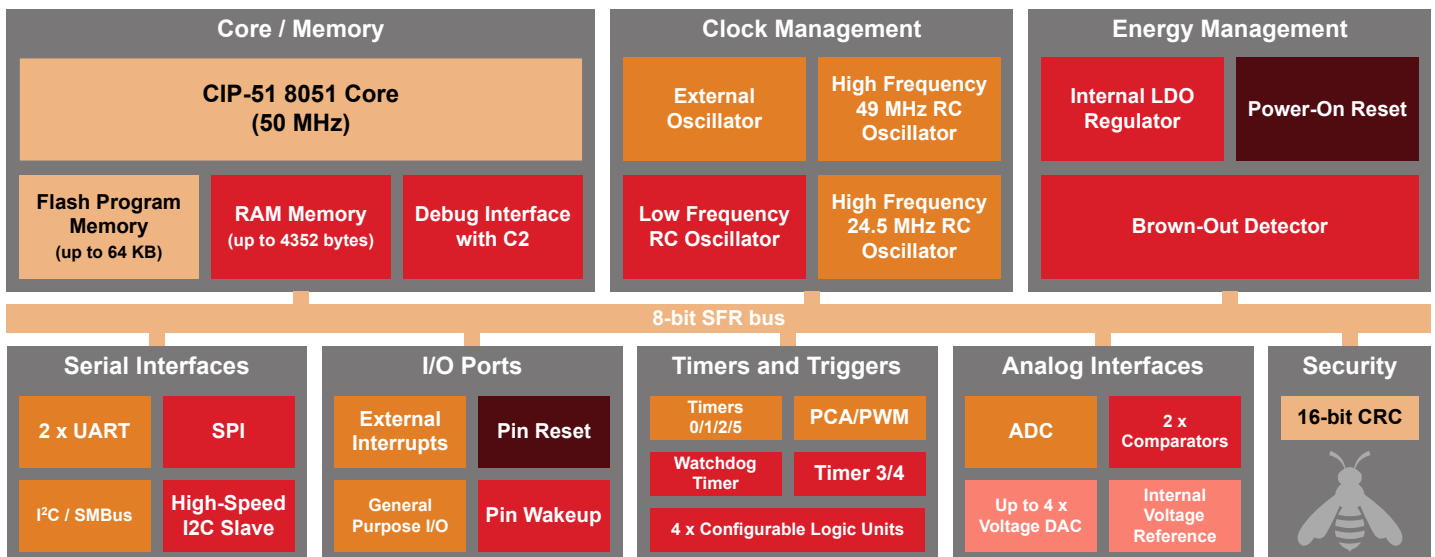 Core / Memory
CIP-51 8051 Core
(50 MHz)
Flash Program
Memory
(up to 64 KB)
RAM Memory
(up to 4352 bytes)
Debug Interface
with C2
Clock Management
External
Oscillator
High Frequency
49 MHz RC
Oscillator
Low Frequency
RC Oscillator
High Frequency
24.5 MHz RC
Oscillator
Energy Management
Internal LDO
Regulator
Power-On Reset
Brown-Out Detector
8-bit SFR bus
Serial Interfaces
2 x UART
SPI
I²C / SMBus
High-Speed
I2C Slave
I/O Ports
External
Interrupts
Pin Reset
General
Purpose I/O
Pin Wakeup
Timers and Triggers
Timers
0/1/2/5
PCA/PWM
Watchdog
Timer
Timer 3/4
4 x Configurable Logic Units
Analog Interfaces
ADC
2 x
Comparators
Up to 4 x
Voltage DAC
Internal
Voltage
Reference
Security
16-bit CRC